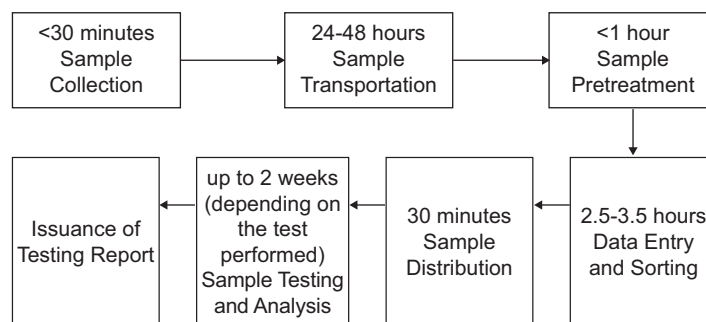 <30 minutes
Sample
Collection
24-48 hours
Sample
Transportation
<1 hour
Sample
Pretreatment
2.5-3.5 hours
Data Entry
and Sorting
30 minutes
Sample
Distribution
up to 2 weeks
(depending on
the test
performed)
Sample Testing
and Analysis
Issuance of
Testing Report